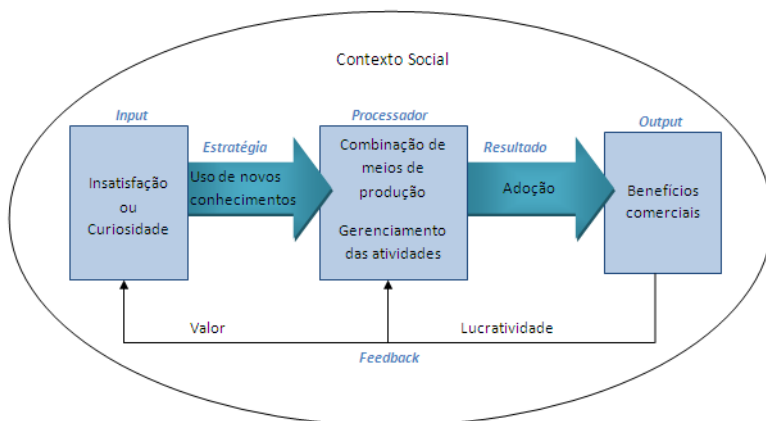 Contexto Social
Input
Insatisfação
ou
Curiosidade
Estratégia
Uso de novos
conhecimentos
Processador
Combinação de
meios de
produção
Gerenciamento
das atividades
Resultado
Adoção
Output
Benefícios
comerciais
Valor
Lucratividade
Feedback